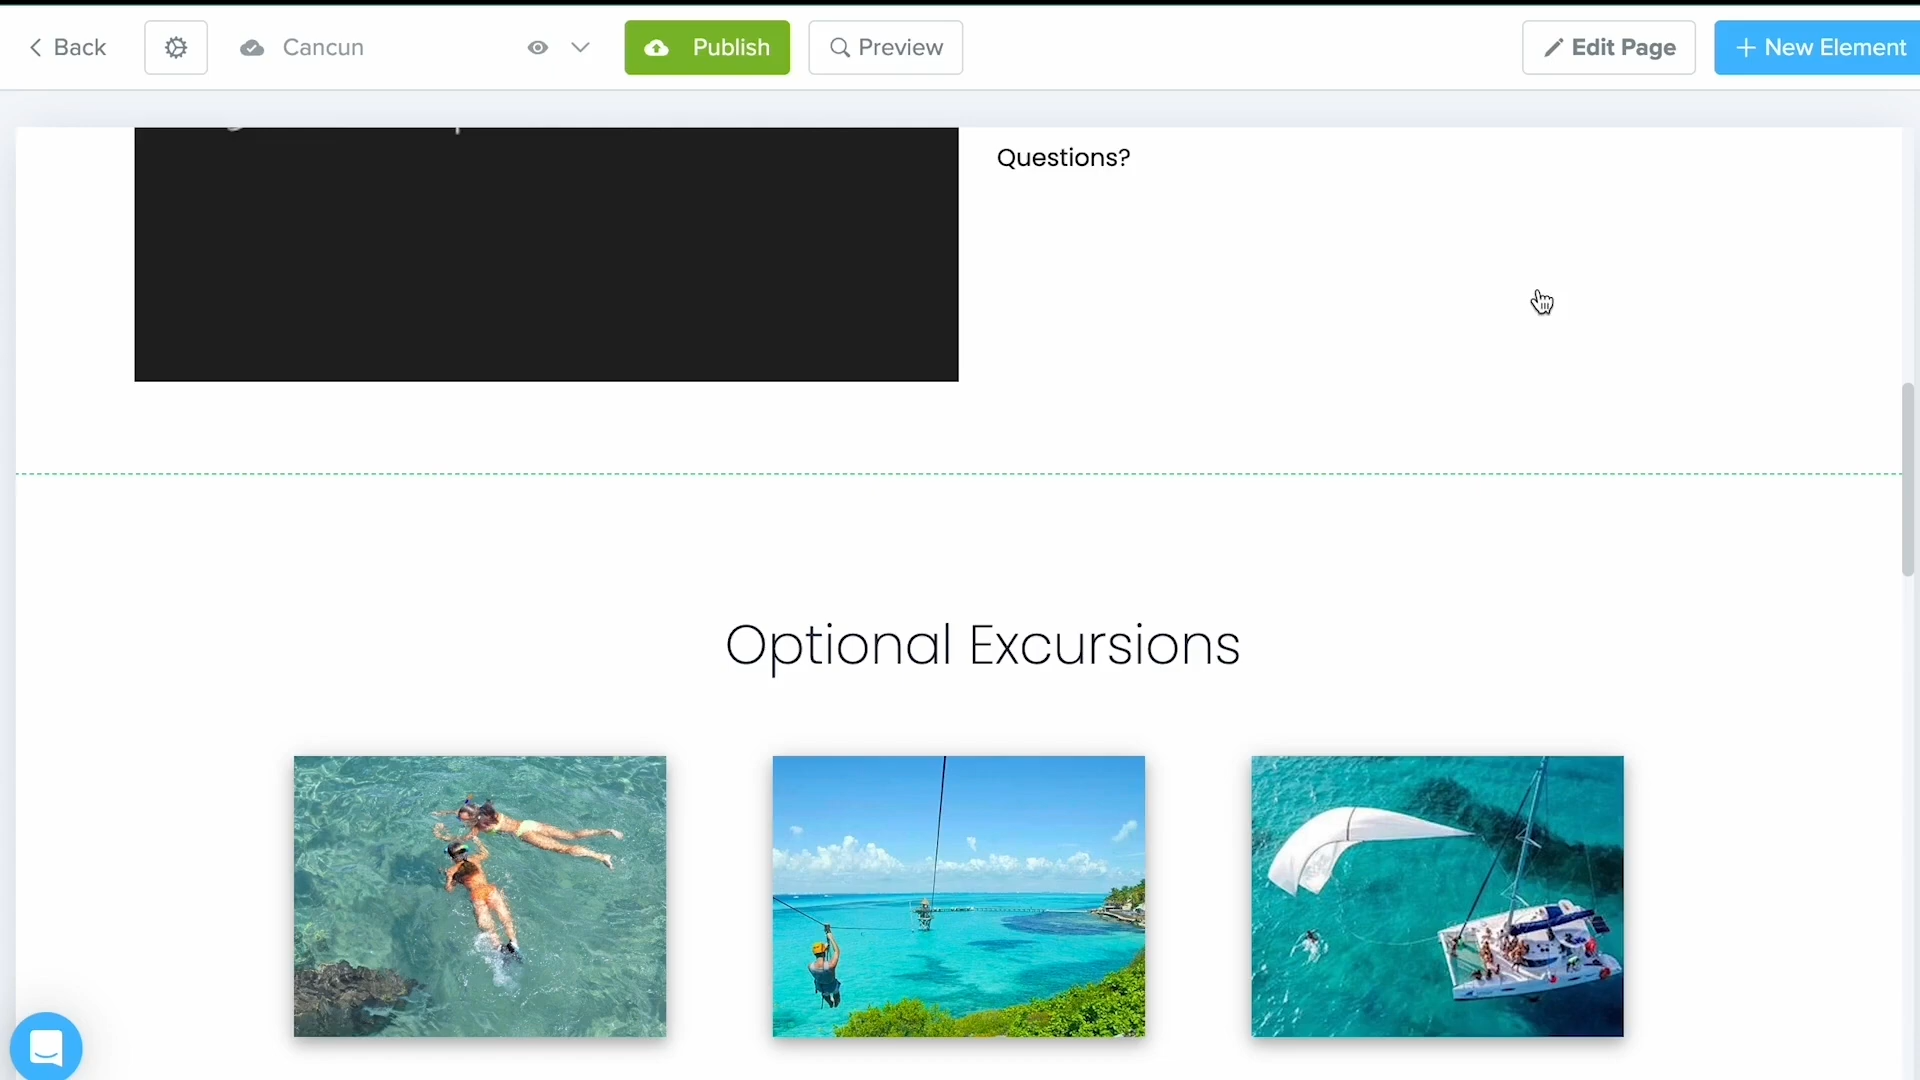 Back
Cancun
Publish
Preview
Edit Page
New Element
Questions?
Optional Excursions